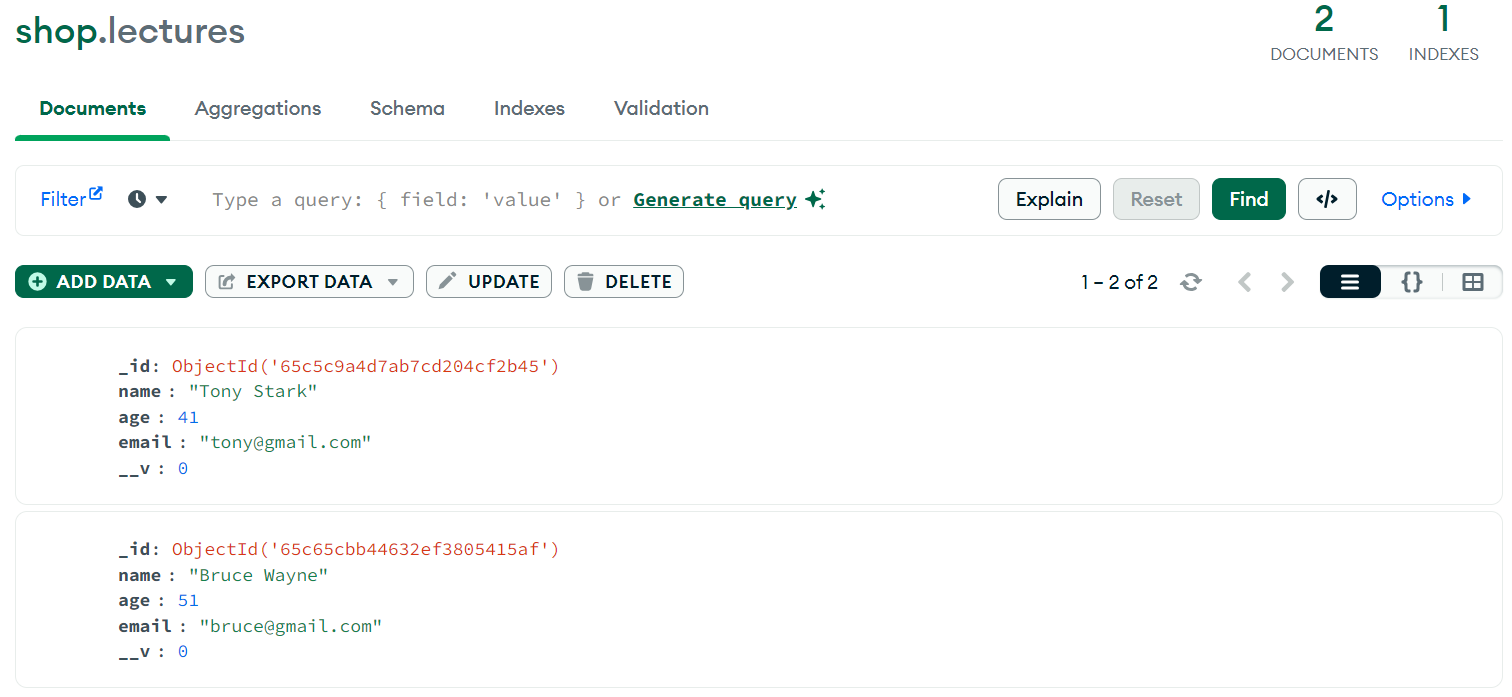 shop.lectures
2 1
DOCUMENTS INDEXES
Documents Aggregations Schema Indexes Validation
Filter Type a query: { field: 'value' } or Generate query Explain Reset Find </> Options
ADD DATA EXPORT DATA UPDATE DELETE 1 – 2 of 2 {}
_id: ObjectId('65c5c9a4d7ab7cd204cf2b45')
name : "Tony Stark"
age : 41
email : "tony@gmail.com"
__v : 0
_id: ObjectId('65c65cbb44632ef3805415af')
name : "Bruce Wayne"
age : 51
email : "bruce@gmail.com"
__v : 0